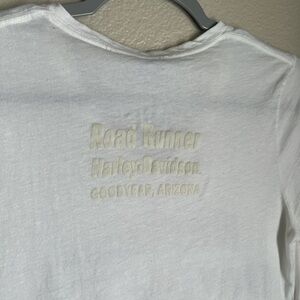 Road Runner
Harley-Davidson
GOODYEAR, ARIZONA